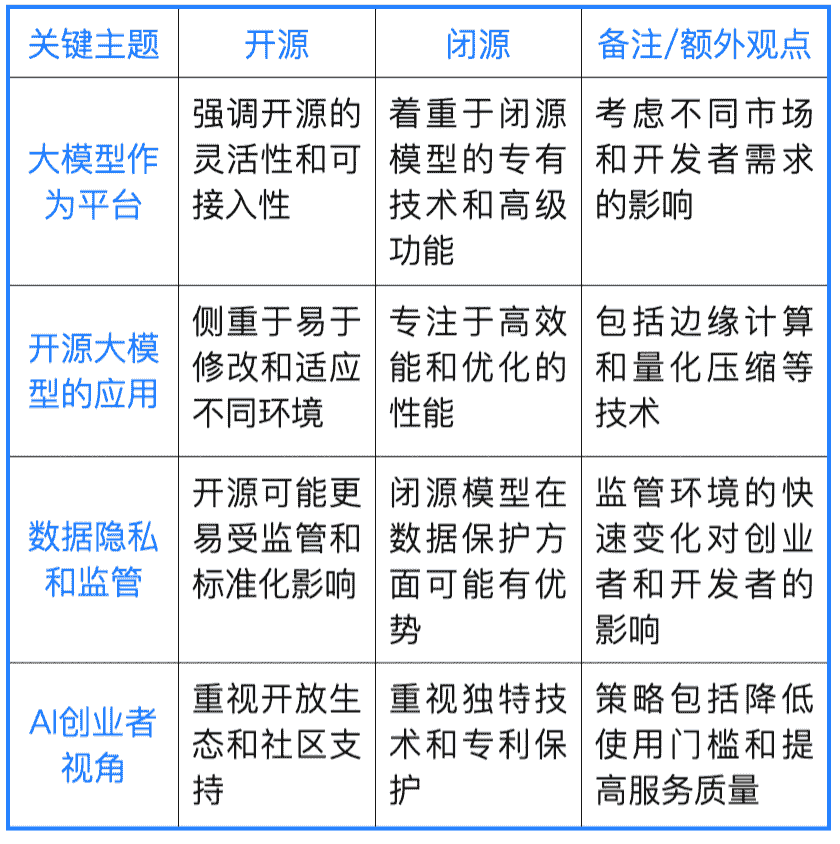 关键主题
开源
闭源
备注/额外观点
大模型作
为平台
强调开源的
灵活性和可
接入性
着重于闭源
模型的专有
技术和高级
功能
考虑不同市场
和开发者需求
的影响
开源大模
型的应用
侧重于易于
修改和适应
不同环境
专注于高效
能和优化的
性能
包括边缘计算
和量化压缩等
技术
数据隐私
和监管
开源可能更
易受监管和
标准化影响
闭源模型在
数据保护方
面可能有优
势
监管环境的快
速变化对创业
者和开发者的
影响
AI创业者
视角
重视开放生
态和社区支
持
重视独特技
术和专利保
护
策略包括降低
使用门槛和提
高服务质量